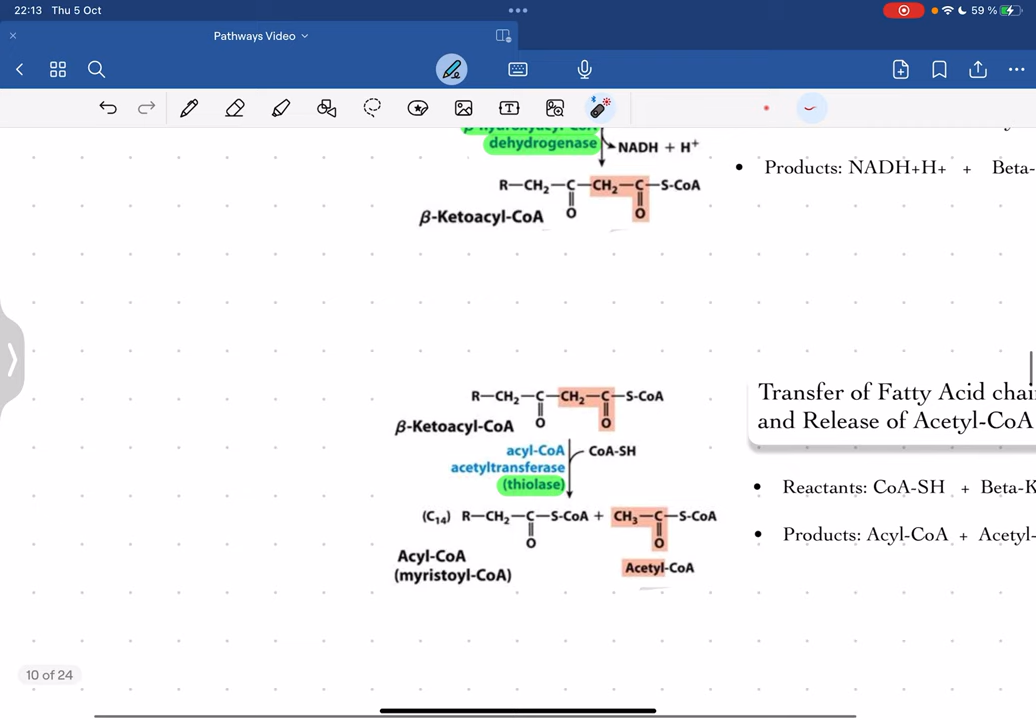 22:13 Thu 5 Oct
59 %
Pathways Video
T
dehydrogenase
NADH + H+
R—CH2—C—CH2—C—S-CoA
O O
β-Ketoacyl-CoA
• Products: NADH+H+ + Beta-
R—CH2—C—CH2—C—S-CoA
O O
β-Ketoacyl-CoA
acyl-CoA
acetyltransferase
(thiolase)
CoA-SH
(C14) R—CH2—C—S-CoA + CH3—C—S-CoA
O O
Acyl-CoA
(myristoyl-CoA)
Acetyl-CoA
Transfer of Fatty Acid chai
and Release of Acetyl-CoA
• Reactants: CoA-SH + Beta-K
• Products: Acyl-CoA + Acetyl-
10 of 24